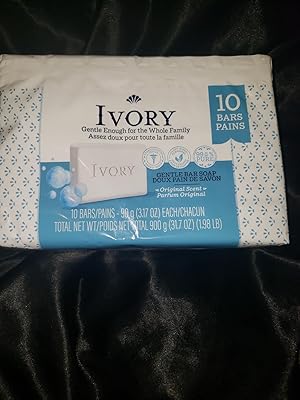 IVORY
Gentle Enough for the Whole Family
Assez doux pour toute la famille
10
BARS
PAINS
IVORY
PURE
GENTLE BAR SOAP
DOUX PAIN DE SAVON
Original Scent
Parfum Original
10 BARS/PAINS - 90 g (3.17 OZ) EACH/CHACUN
TOTAL NET WT/POIDS NET TOTAL 900 g (31.7 OZ) (1.98 LB)